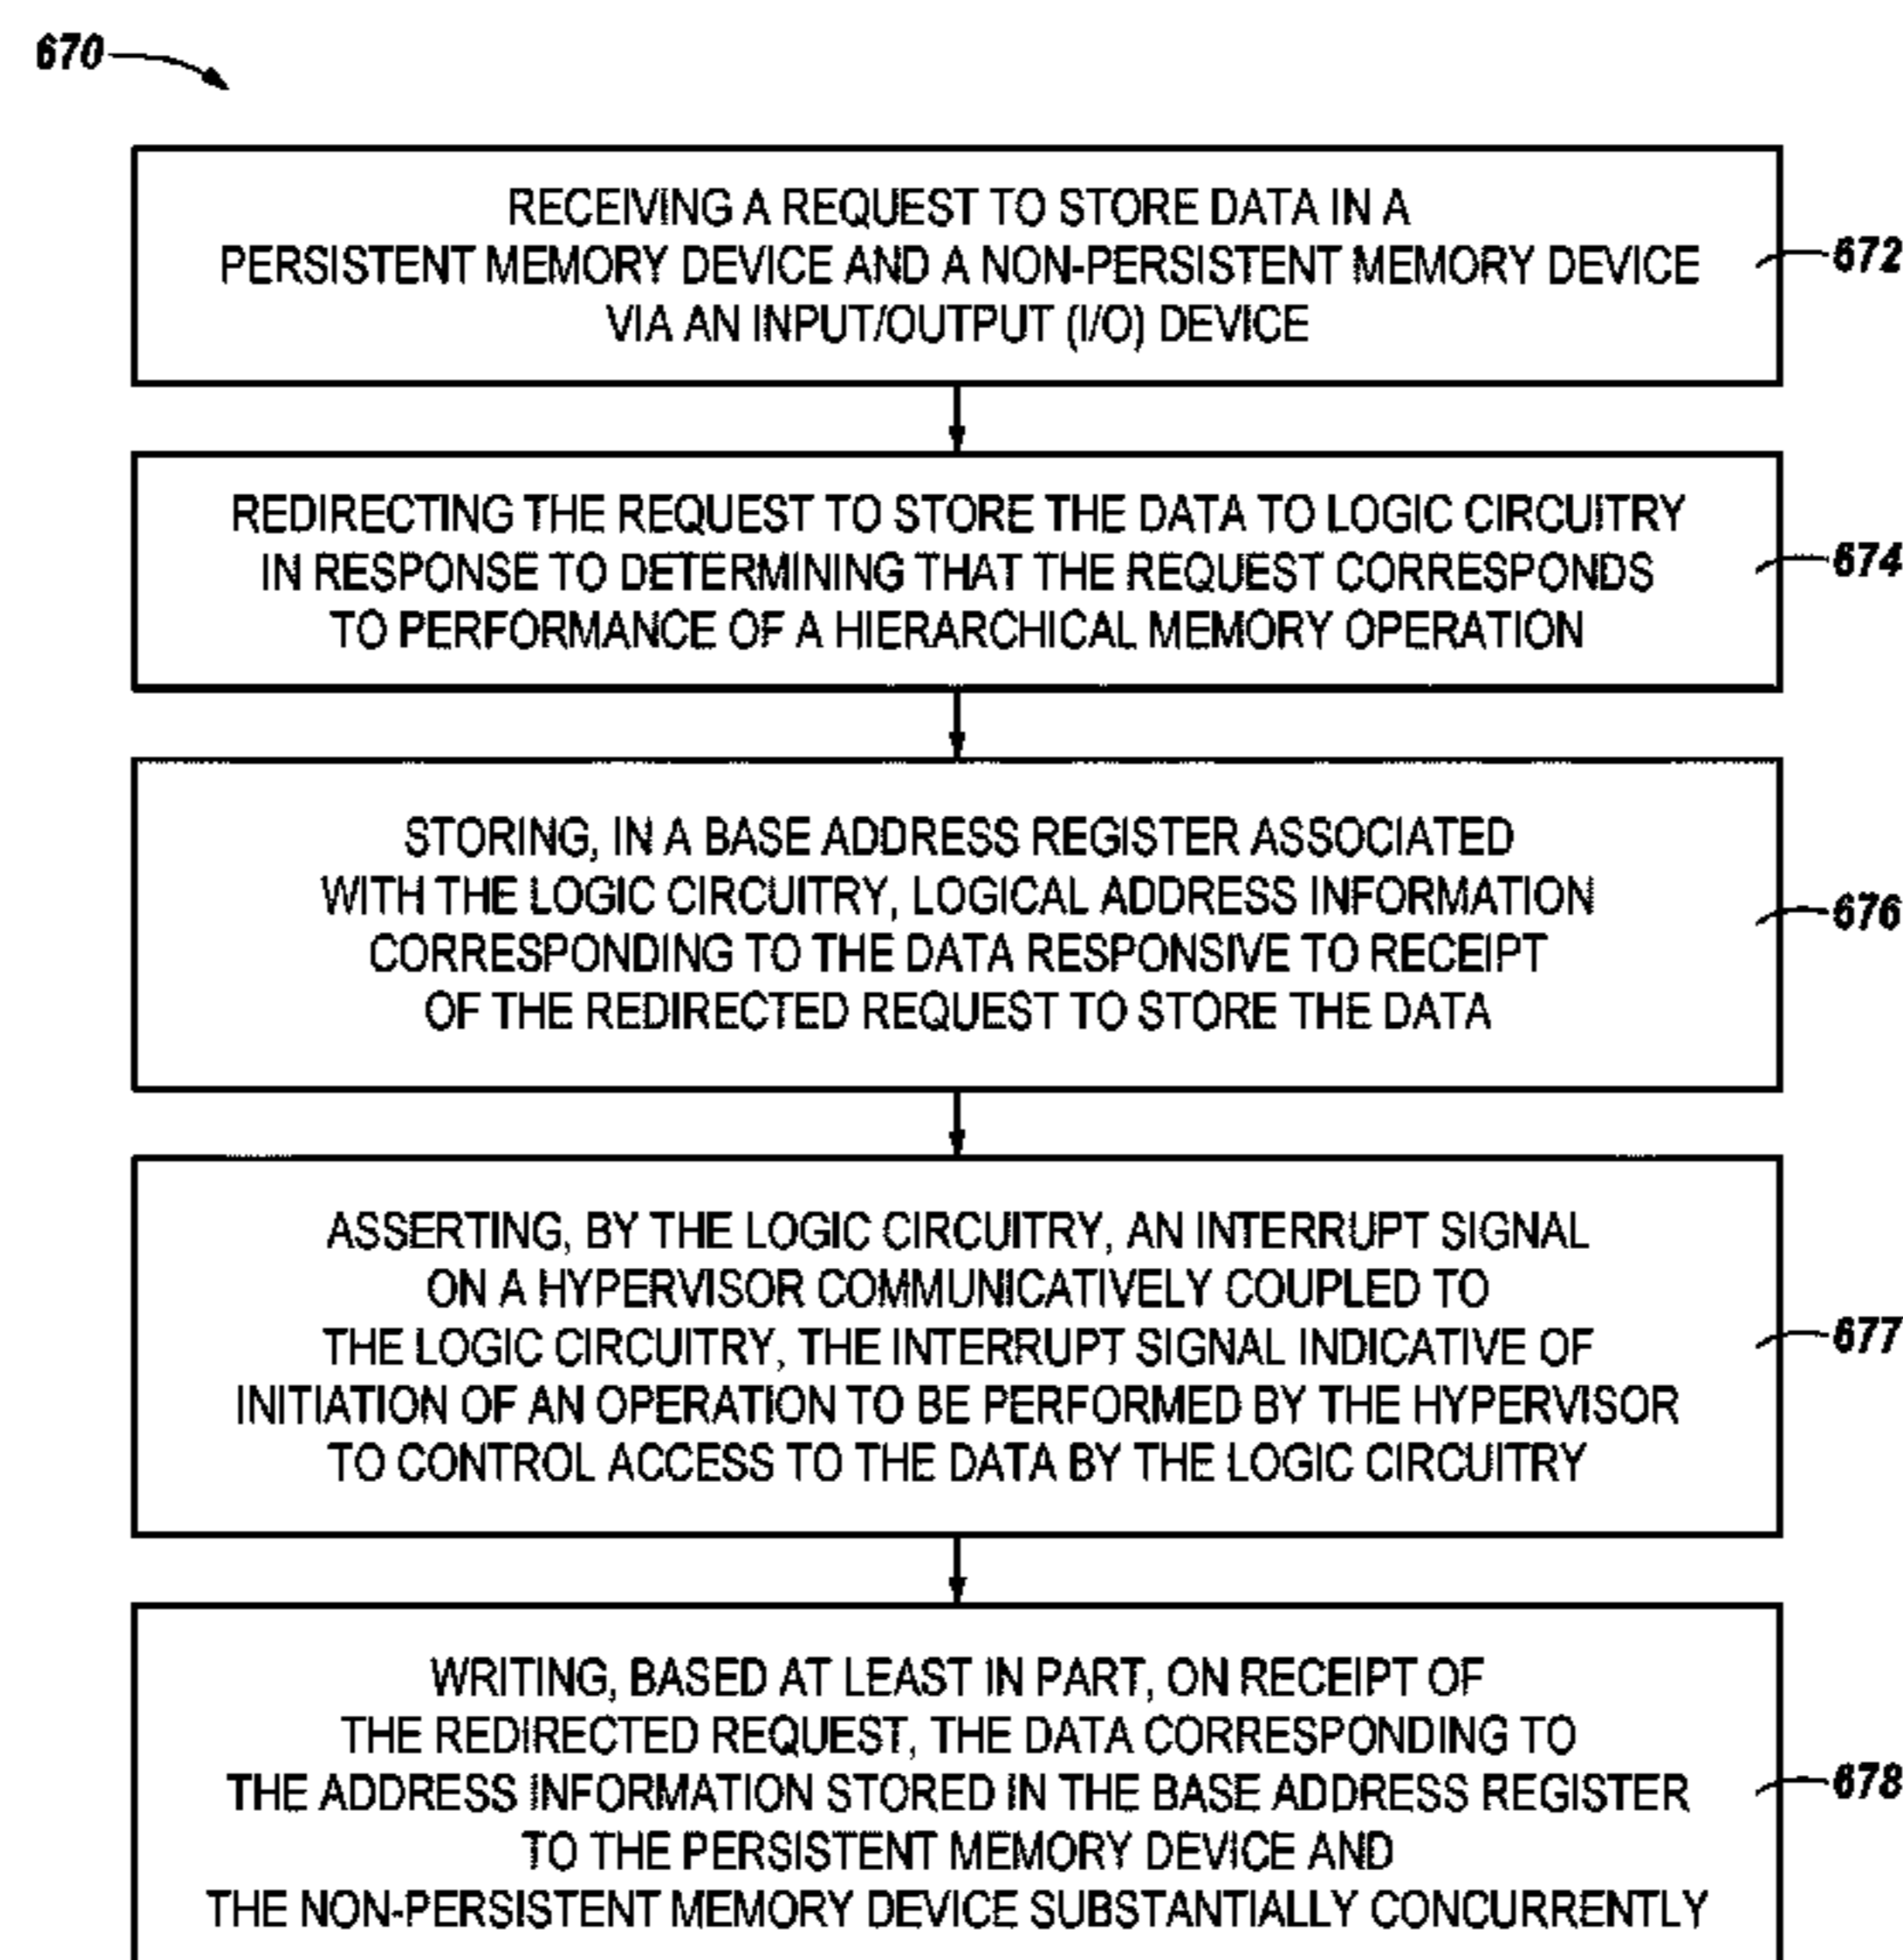 670
RECEIVING A REQUEST TO STORE DATA IN A
PERSISTENT MEMORY DEVICE AND A NON-PERSISTENT MEMORY DEVICE
VIA AN INPUT/OUTPUT (I/O) DEVICE
672
REDIRECTING THE REQUEST TO STORE THE DATA TO LOGIC CIRCUITRY
IN RESPONSE TO DETERMINING THAT THE REQUEST CORRESPONDS
TO PERFORMANCE OF A HIERARCHICAL MEMORY OPERATION
674
STORING, IN A BASE ADDRESS REGISTER ASSOCIATED
WITH THE LOGIC CIRCUITRY, LOGICAL ADDRESS INFORMATION
CORRESPONDING TO THE DATA RESPONSIVE TO RECEIPT
OF THE REDIRECTED REQUEST TO STORE THE DATA
676
ASSERTING, BY THE LOGIC CIRCUITRY, AN INTERRUPT SIGNAL
ON A HYPERVISOR COMMUNICATIVELY COUPLED TO
THE LOGIC CIRCUITRY, THE INTERRUPT SIGNAL INDICATIVE OF
INITIATION OF AN OPERATION TO BE PERFORMED BY THE HYPERVISOR
TO CONTROL ACCESS TO THE DATA BY THE LOGIC CIRCUITRY
677
WRITING, BASED AT LEAST IN PART, ON RECEIPT OF
THE REDIRECTED REQUEST, THE DATA CORRESPONDING TO
THE ADDRESS INFORMATION STORED IN THE BASE ADDRESS REGISTER
TO THE PERSISTENT MEMORY DEVICE AND
THE NON-PERSISTENT MEMORY DEVICE SUBSTANTIALLY CONCURRENTLY
678